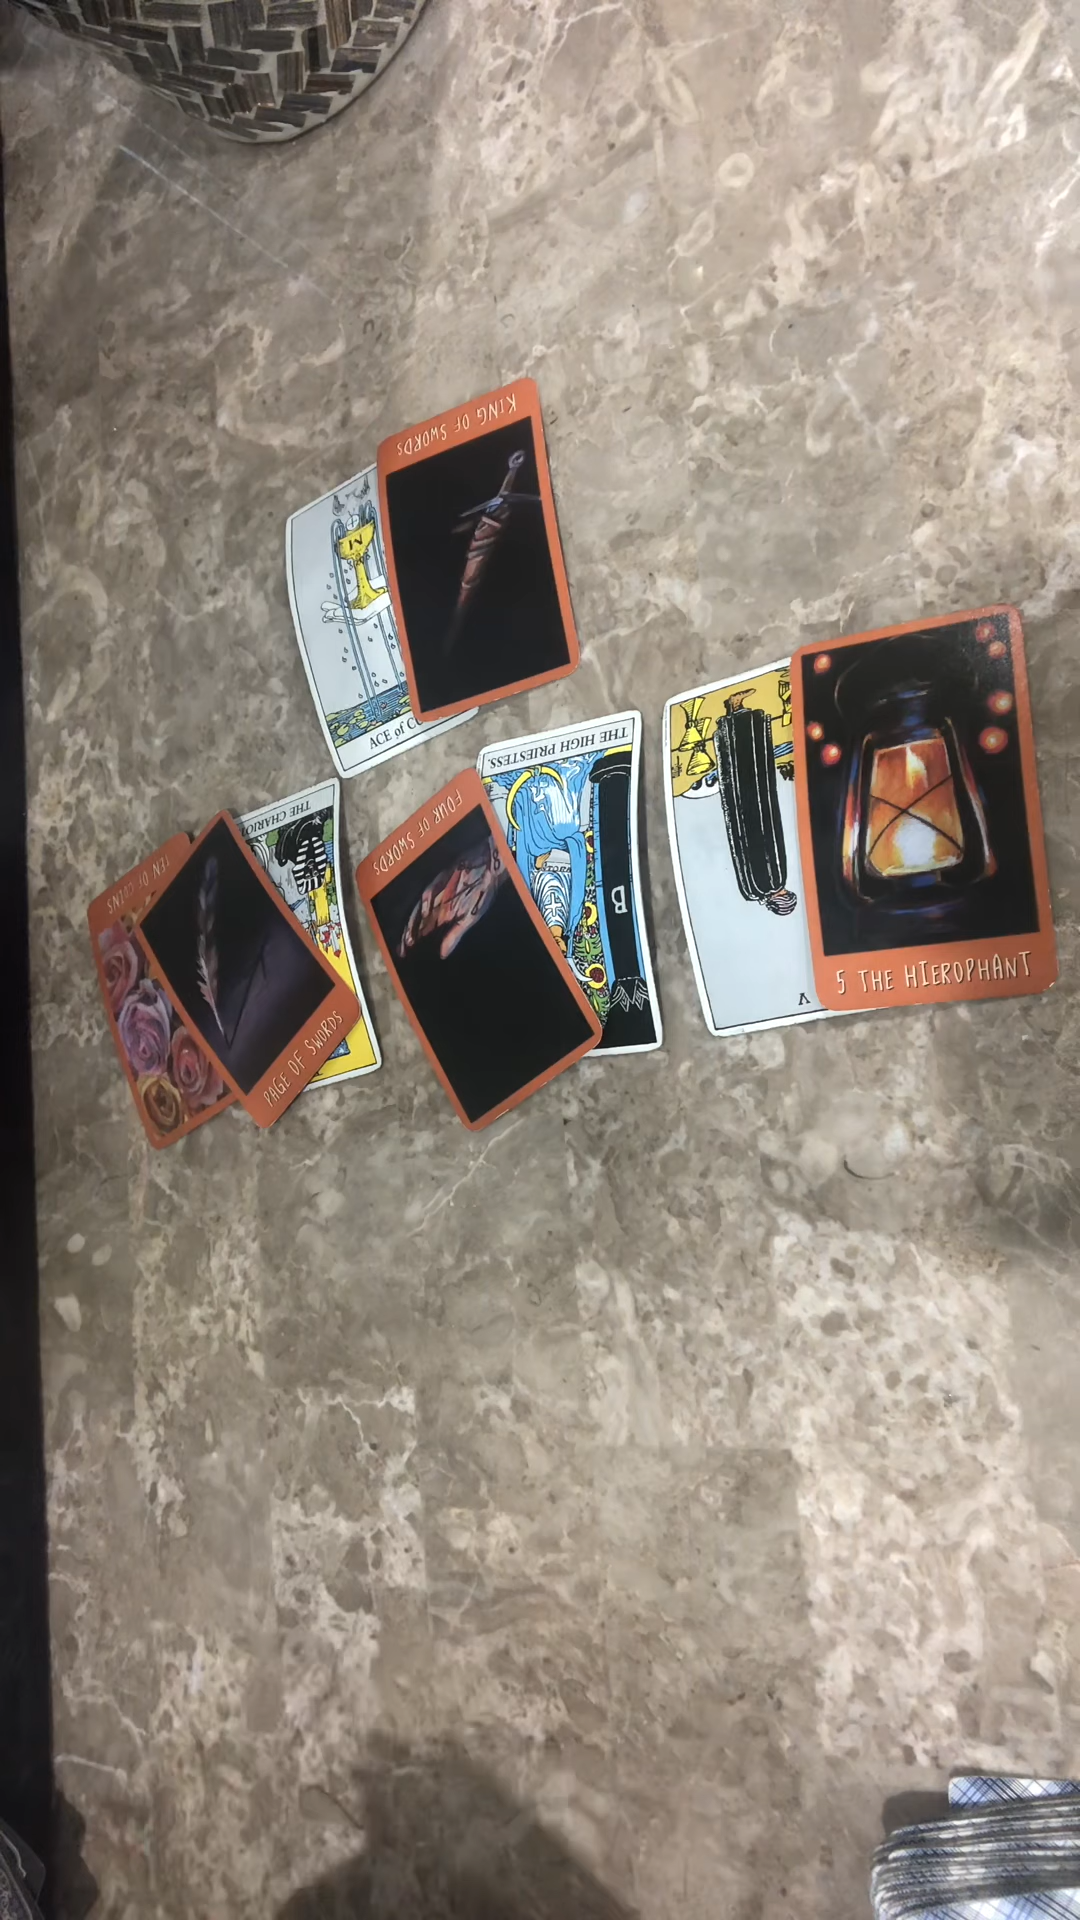 KING OF SWORDS
ACE of C
THE HIGH PRIESTESS.
B
FOUR OF SWORDS
THE CHARIOT
TEN OF COINS
PAGE OF SWORDS
V
5 THE HIEROPHANT